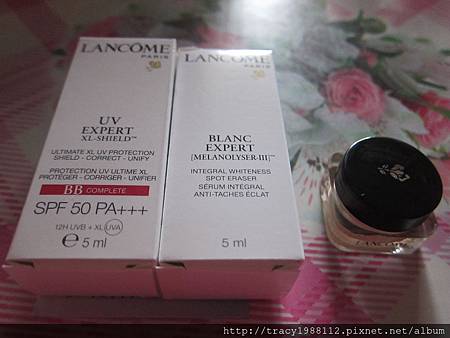 LANCÔME
PARIS
UV
EXPERT
XL-SHIELD™
ULTIMATE XL UV PROTECTION
SHIELD - CORRECT - UNIFY
PROTECTION UV ULTIME XL
PROTÉGER - CORRIGER - UNIFIER
BB COMPLETE
SPF 50 PA+++
12H UVB + XL UVA
e 5 ml
LANCÔME
PARIS
BLANC
EXPERT
[MELANOLYSER-III]™
INTEGRAL WHITENESS
SPOT ERASER
SÉRUM INTÉGRAL
ANTI-TACHES ÉCLAT
5 ml
LANCÔME
http://tracy1988112.pixnet.net/album